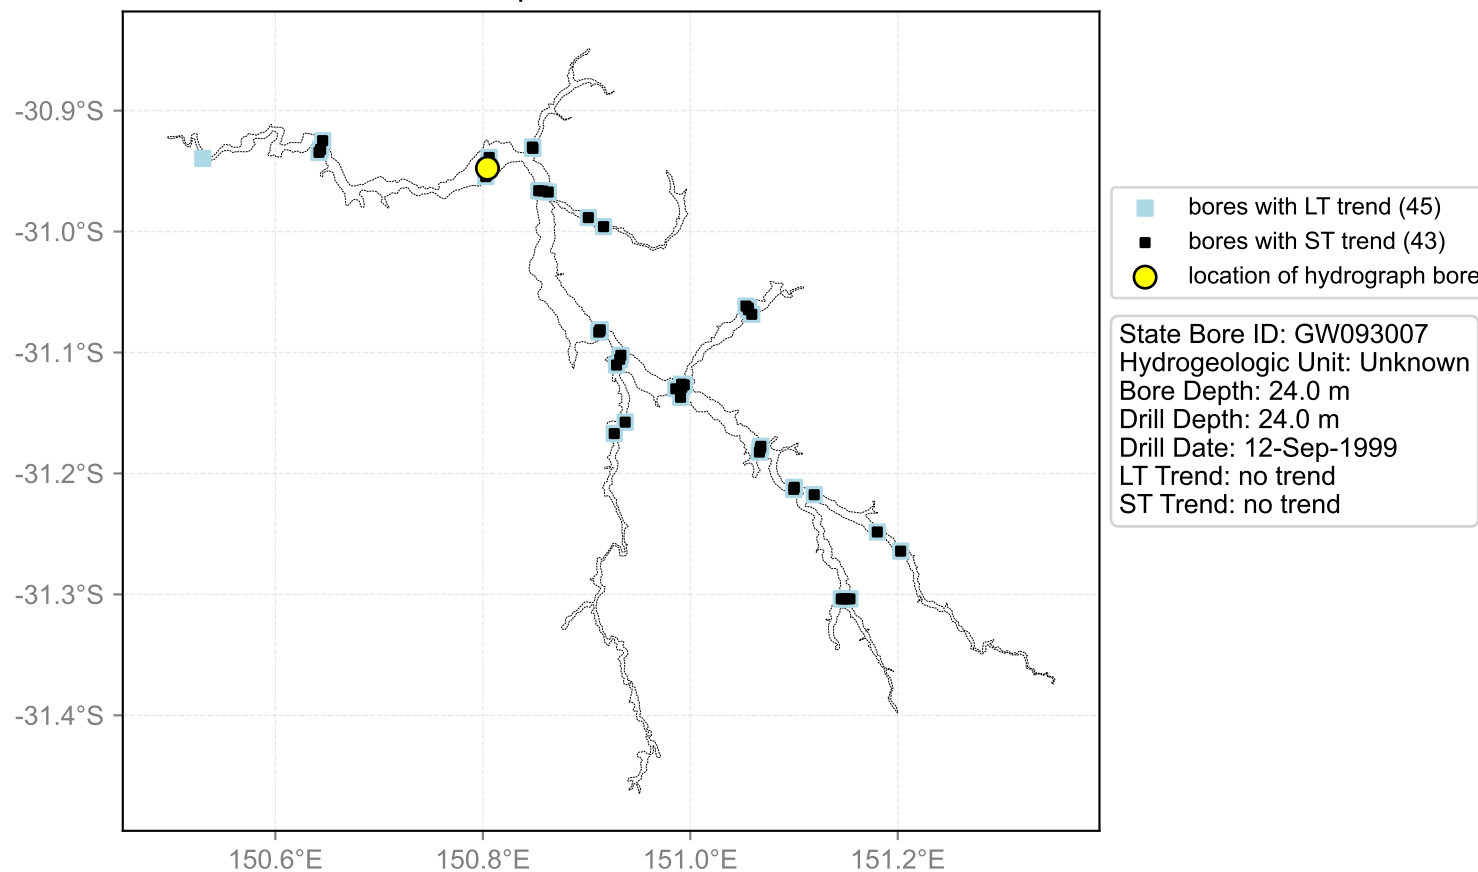 -30.9°S
-31.0°S
-31.1°S
-31.2°S
-31.3°S
-31.4°S
150.6°E
150.8°E
151.0°E
151.2°E
bores with LT trend (45)
bores with ST trend (43)
location of hydrograph bore
State Bore ID: GW093007
Hydrogeologic Unit: Unknown
Bore Depth: 24.0 m
Drill Depth: 24.0 m
Drill Date: 12-Sep-1999
LT Trend: no trend
ST Trend: no trend